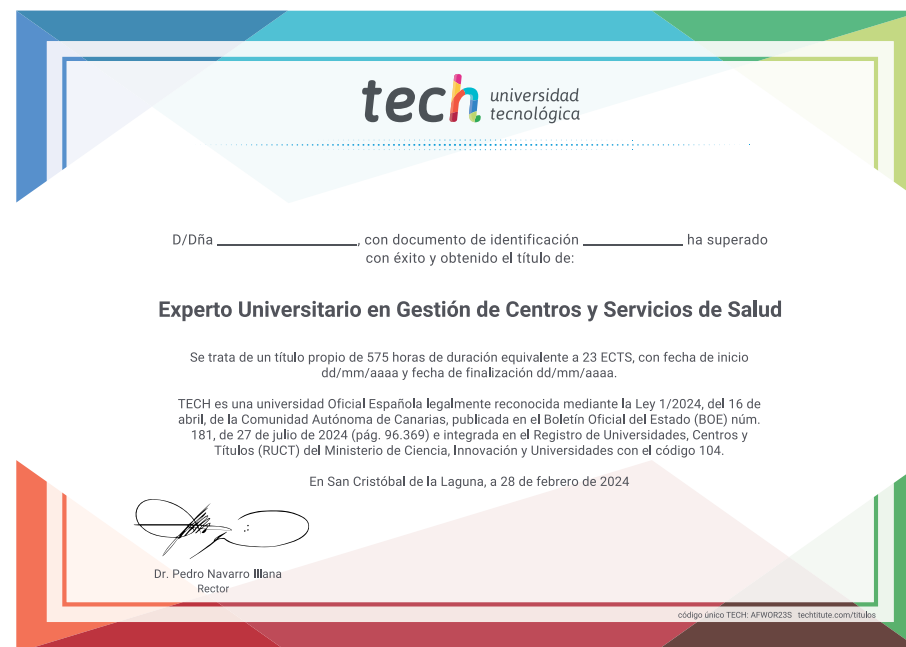 tech universidad
tecnológica
D/Dña ____________________, con documento de identificación ______________ ha superado
con éxito y obtenido el título de:
Experto Universitario en Gestión de Centros y Servicios de Salud
Se trata de un título propio de 575 horas de duración equivalente a 23 ECTS, con fecha de inicio
dd/mm/aaaa y fecha de finalización dd/mm/aaaa.
TECH es una universidad Oficial Española legalmente reconocida mediante la Ley 1/2024, del 16 de
abril, de la Comunidad Autónoma de Canarias, publicada en el Boletín Oficial del Estado (BOE) núm.
181, de 27 de julio de 2024 (pág. 96.369) e integrada en el Registro de Universidades, Centros y
Títulos (RUCT) del Ministerio de Ciencia, Innovación y Universidades con el código 104.
En San Cristóbal de la Laguna, a 28 de febrero de 2024
Dr. Pedro Navarro Illana
Rector
código único TECH: AFWOR23S techtitute.com/titulos